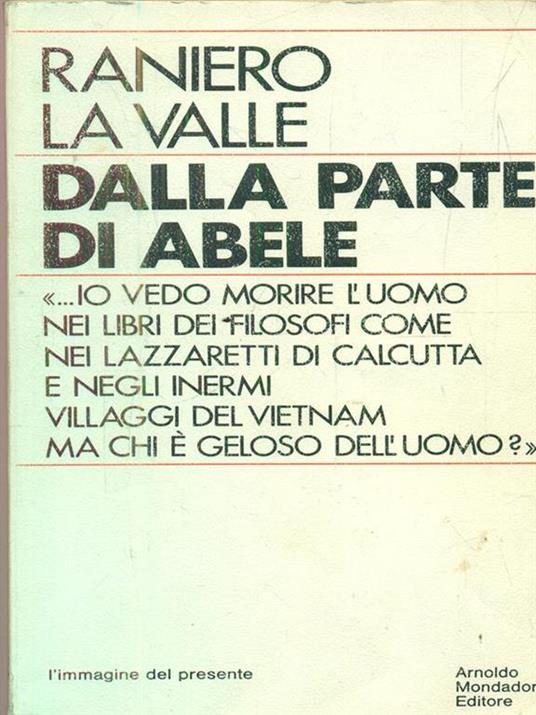 RANIERO
LA VALLE
DALLA PARTE
DI ABELE
«...IO VEDO MORIRE L'UOMO
NEI LIBRI DEI FILOSOFI COME
NEI LAZZARETTI DI CALCUTTA
E NEGLI INERMI
VILLAGGI DEL VIETNAM
MA CHI È GELOSO DELL'UOMO?»
l'immagine del presente
Arnoldo
Mondador
Editore